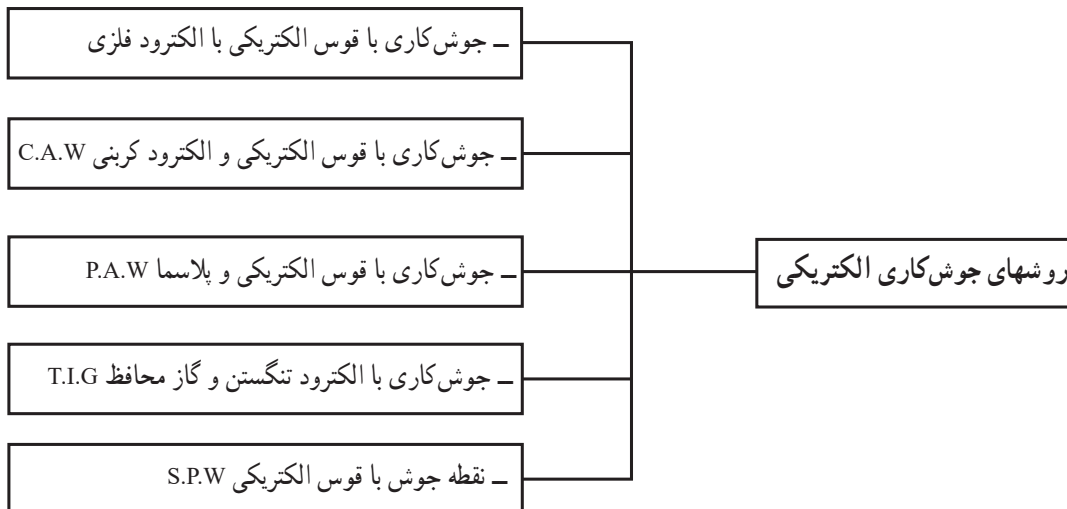 روشهای جوش‌کاری الکتریکی
ـ جوش‌کاری با قوس الکتریکی با الکترود فلزی
ـ جوش‌کاری با قوس الکتریکی و الکترود کربنی C.A.W
ـ جوش‌کاری با قوس الکتریکی و پلاسما P.A.W
ـ جوش‌کاری با الکترود تنگستن و گاز محافظ T.I.G
ـ نقطه جوش با قوس الکتریکی S.P.W